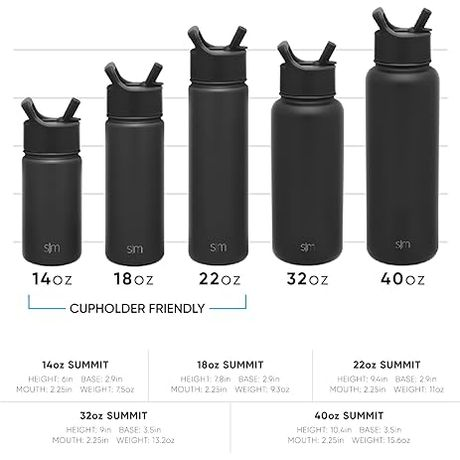 slm
slm
slm
slm
slm
14oz
18oz
22oz
32oz
40oz
CUPHOLDER FRIENDLY
14oz SUMMIT
HEIGHT: 6in BASE: 2.9in
MOUTH: 2.25in WEIGHT: 7.5oz
18oz SUMMIT
HEIGHT: 7.8in BASE: 2.9in
MOUTH: 2.25in WEIGHT: 9.3oz
22oz SUMMIT
HEIGHT: 9.4in BASE: 2.9in
MOUTH: 2.25in WEIGHT: 11oz
32oz SUMMIT
HEIGHT: 9in BASE: 3.5in
MOUTH: 2.25in WEIGHT: 13.2oz
40oz SUMMIT
HEIGHT: 10.4in BASE: 3.5in
MOUTH: 2.25in WEIGHT: 15.6oz